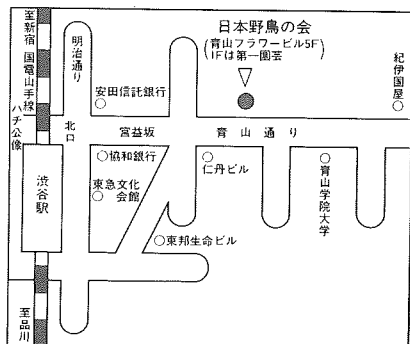 日本野鳥の会
(青山フラワービル5F
1Fは第一園芸)
至新宿
国電山手線
明治通り
安田信託銀行
紀伊国屋
ハチ公像
北口
宮益坂
青山通り
協和銀行
東急文化
会館
仁丹ビル
青山学院大学
渋谷駅
東邦生命ビル
至品川